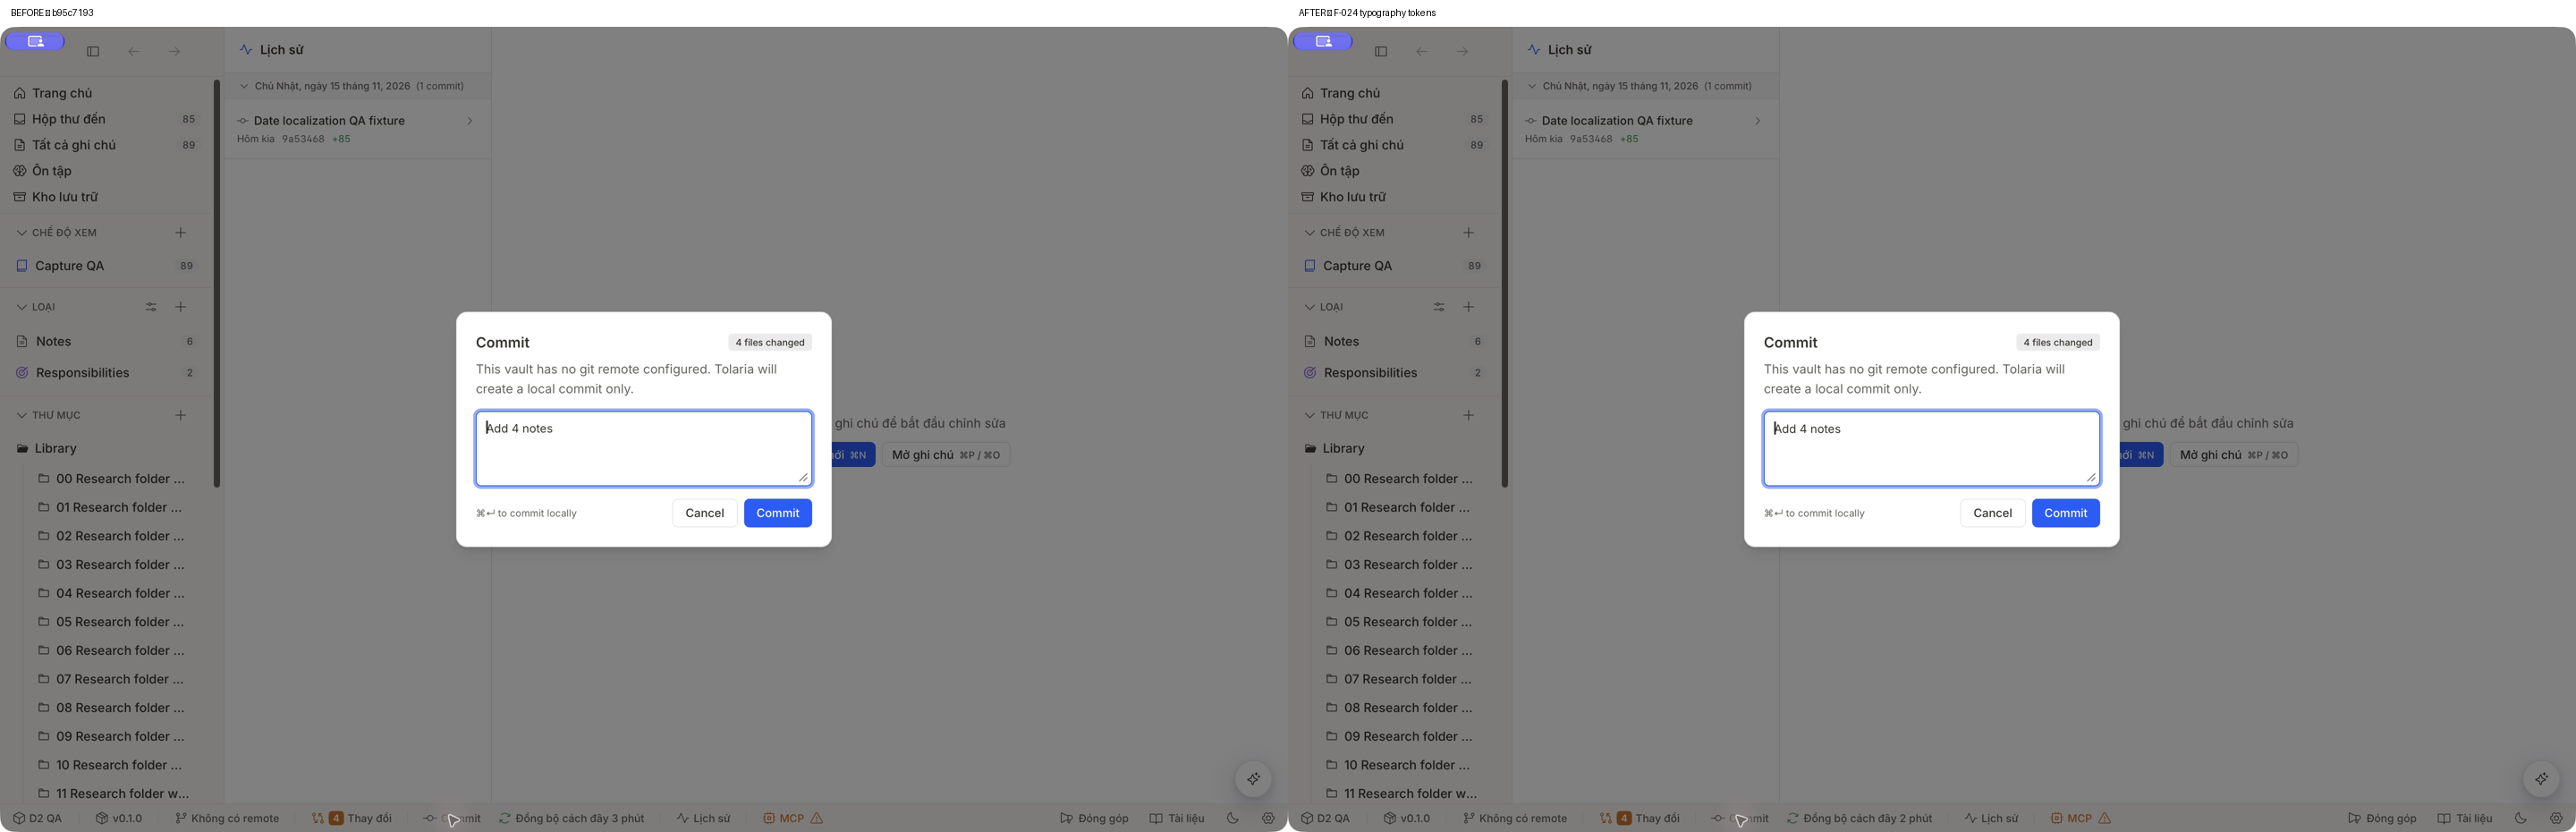 BEFORE b95c7193
Lịch sử
Trang chủ
Hộp thư đến 85
Tất cả ghi chú 89
Ôn tập
Kho lưu trữ
CHẾ ĐỘ XEM
Capture QA 89
LOẠI
Notes 6
Responsibilities 2
THƯ MỤC
Library
00 Research folder ...
01 Research folder ...
02 Research folder ...
03 Research folder ...
04 Research folder ...
05 Research folder ...
06 Research folder ...
07 Research folder ...
08 Research folder ...
09 Research folder ...
10 Research folder ...
11 Research folder w...
Chủ Nhật, ngày 15 tháng 11, 2026 (1 commit)
Date localization QA fixture
Hôm kia 9a53468 +85
Commit 4 files changed
This vault has no git remote configured. Tolaria will
create a local commit only.
Add 4 notes
⌘↵ to commit locally Cancel Commit
ghi chú để bắt đầu chỉnh sửa
⌘N Mở ghi chú ⌘P / ⌘O
D2 QA v0.1.0 Không có remote 4 Thay đổi Đồng bộ cách đây 3 phút Lịch sử MCP Đóng góp Tài liệu
AFTER F-024 typography tokens
Lịch sử
Trang chủ
Hộp thư đến 85
Tất cả ghi chú 89
Ôn tập
Kho lưu trữ
CHẾ ĐỘ XEM
Capture QA 89
LOẠI
Notes 6
Responsibilities 2
THƯ MỤC
Library
00 Research folder ...
01 Research folder ...
02 Research folder ...
03 Research folder ...
04 Research folder ...
05 Research folder ...
06 Research folder ...
07 Research folder ...
08 Research folder ...
09 Research folder ...
10 Research folder ...
11 Research folder w...
Chủ Nhật, ngày 15 tháng 11, 2026 (1 commit)
Date localization QA fixture
Hôm kia 9a53468 +85
Commit 4 files changed
This vault has no git remote configured. Tolaria will
create a local commit only.
Add 4 notes
⌘↵ to commit locally Cancel Commit
ghi chú để bắt đầu chỉnh sửa
⌘N Mở ghi chú ⌘P / ⌘O
D2 QA v0.1.0 Không có remote 4 Thay đổi Đồng bộ cách đây 2 phút Lịch sử MCP Đóng góp Tài liệu